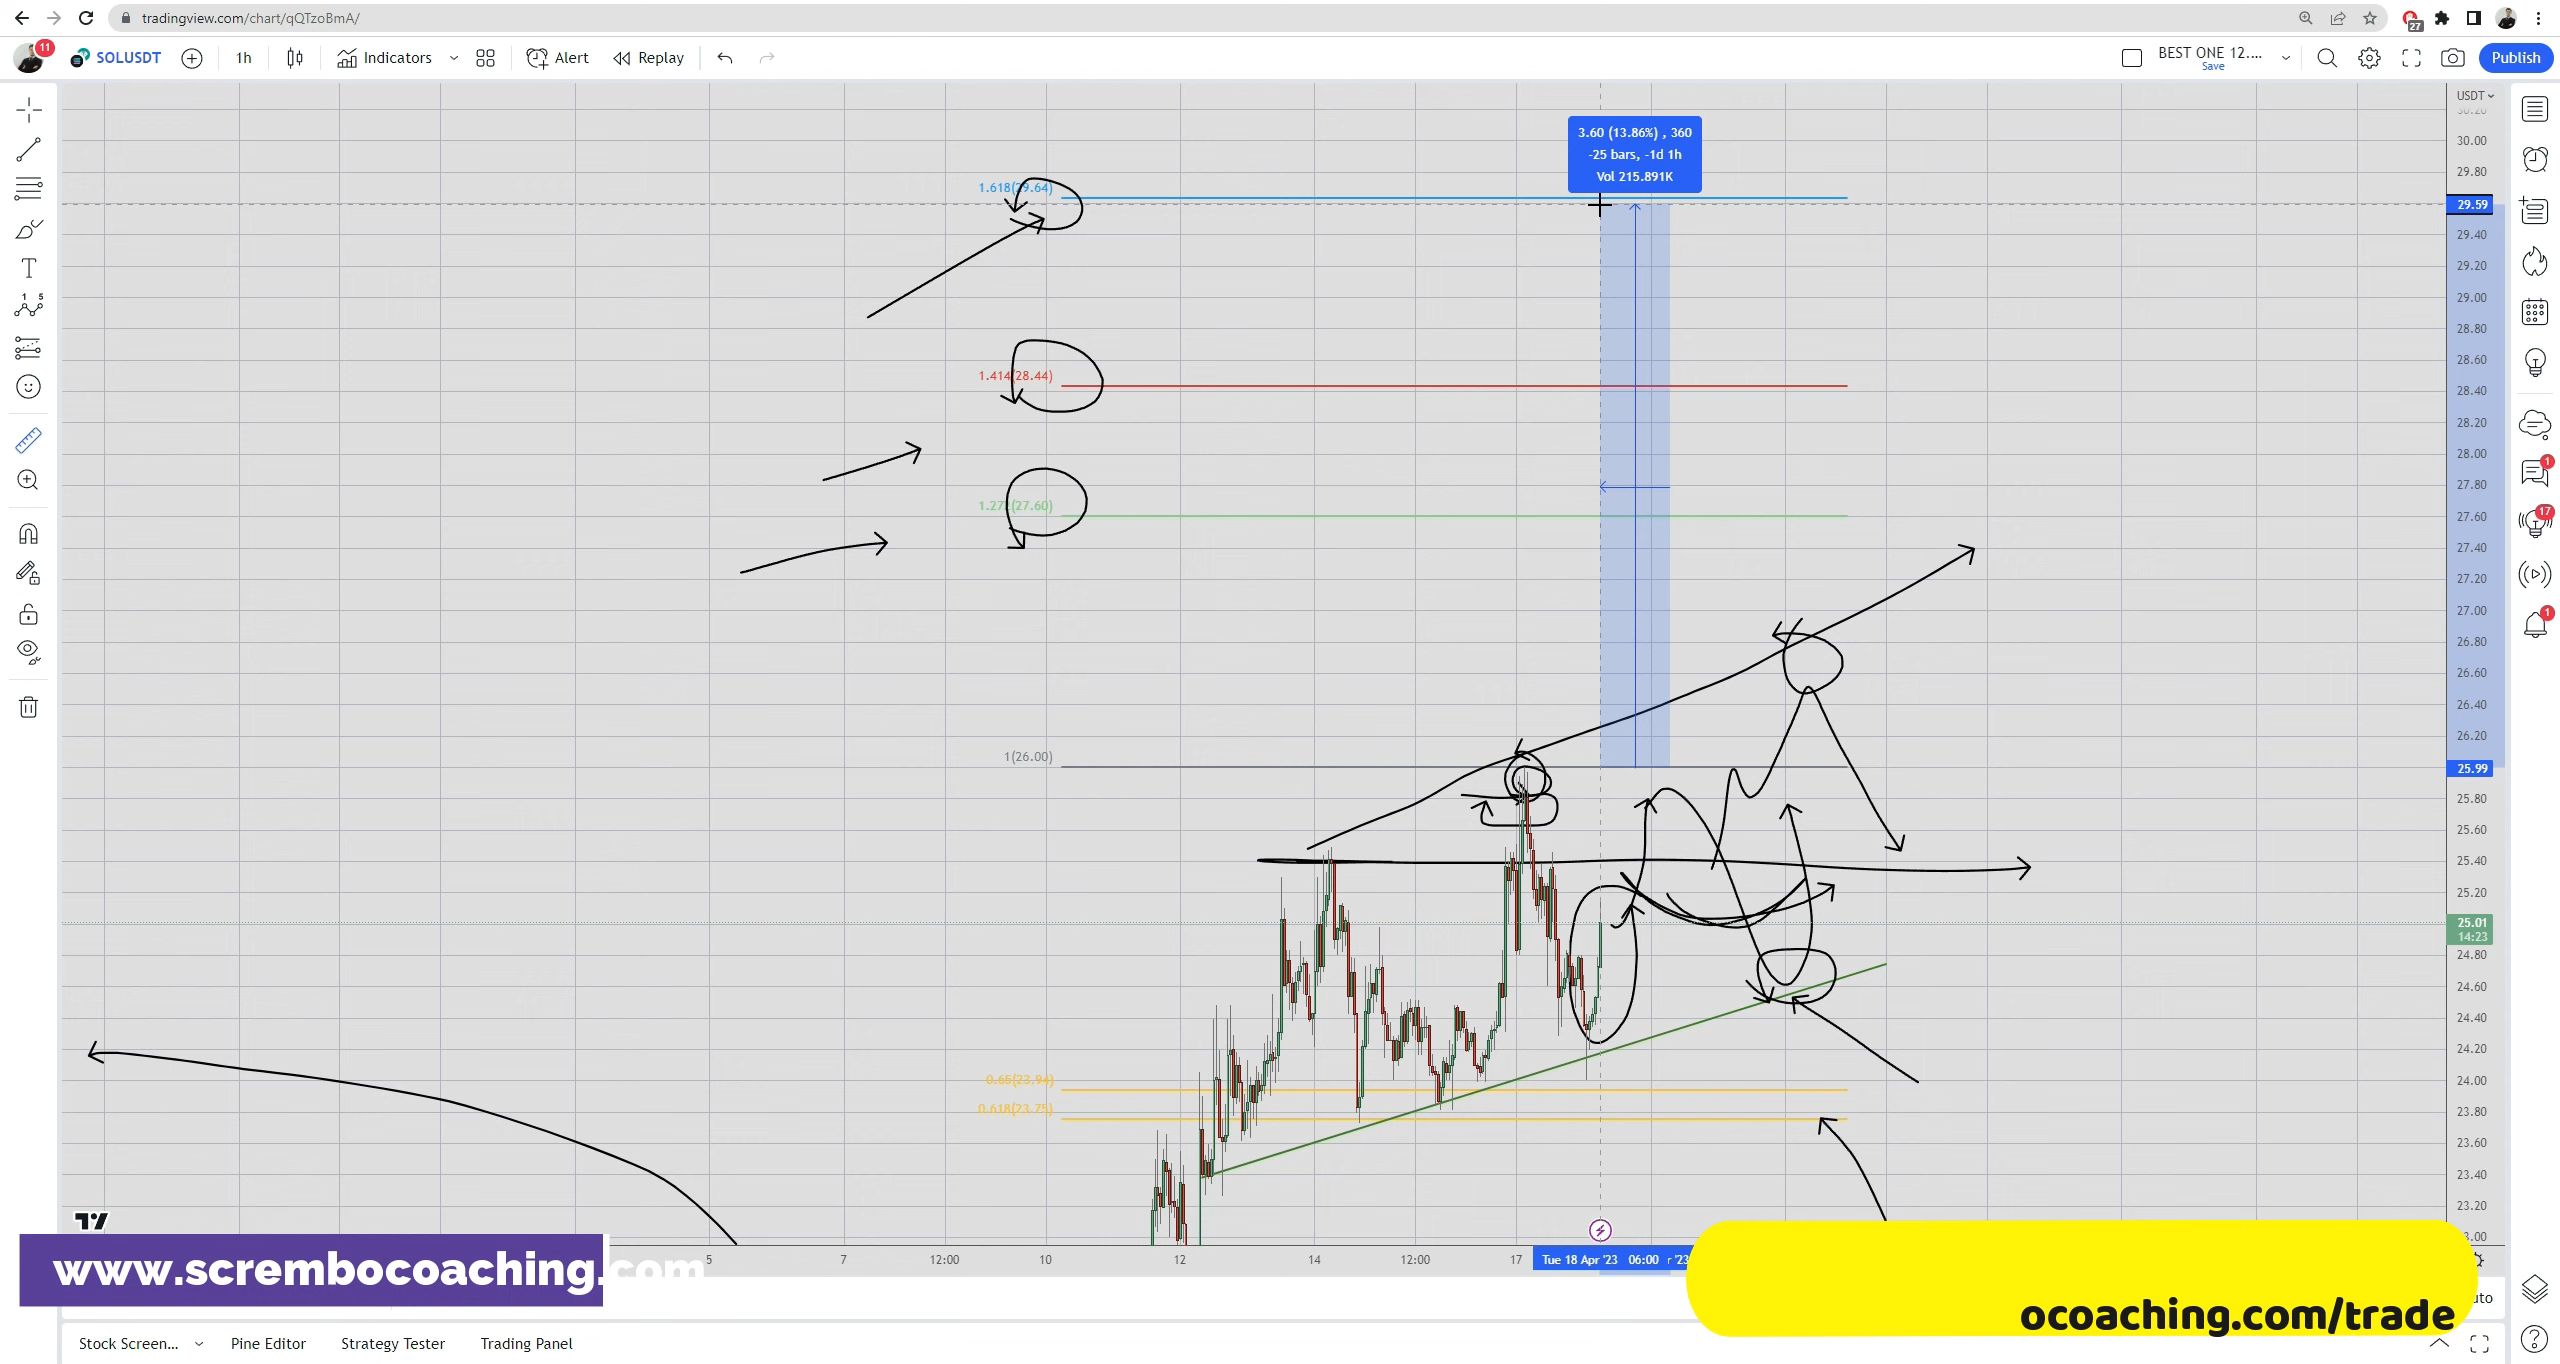 tradingview.com/chart/qQTzoBmA/
27
11
SOLUSDT
1h
Indicators
Alert
Replay
BEST ONE 12....
Save
Publish
USDT
30.20
30.00
29.80
29.59
29.40
29.20
29.00
28.80
28.60
28.40
28.20
28.00
27.80
27.60
27.40
27.20
27.00
26.80
26.60
26.40
26.20
25.99
25.80
25.60
25.40
25.20
25.01
14:23
24.80
24.60
24.40
24.20
24.00
23.80
23.60
23.40
23.20
3.60 (13.86%) , 360
-25 bars, -1d 1h
Vol 215.891K
1.618(29.64)
1.414(28.44)
1.272(27.60)
1(26.00)
0.65(23.94)
0.618(23.75)
1
17
1
5 7 12:00 10 12 14 12:00 17 Tue 18 Apr '23 06:00
www.scrembocoaching.com
ocoaching.com/trade
Stock Screen... Pine Editor Strategy Tester Trading Panel